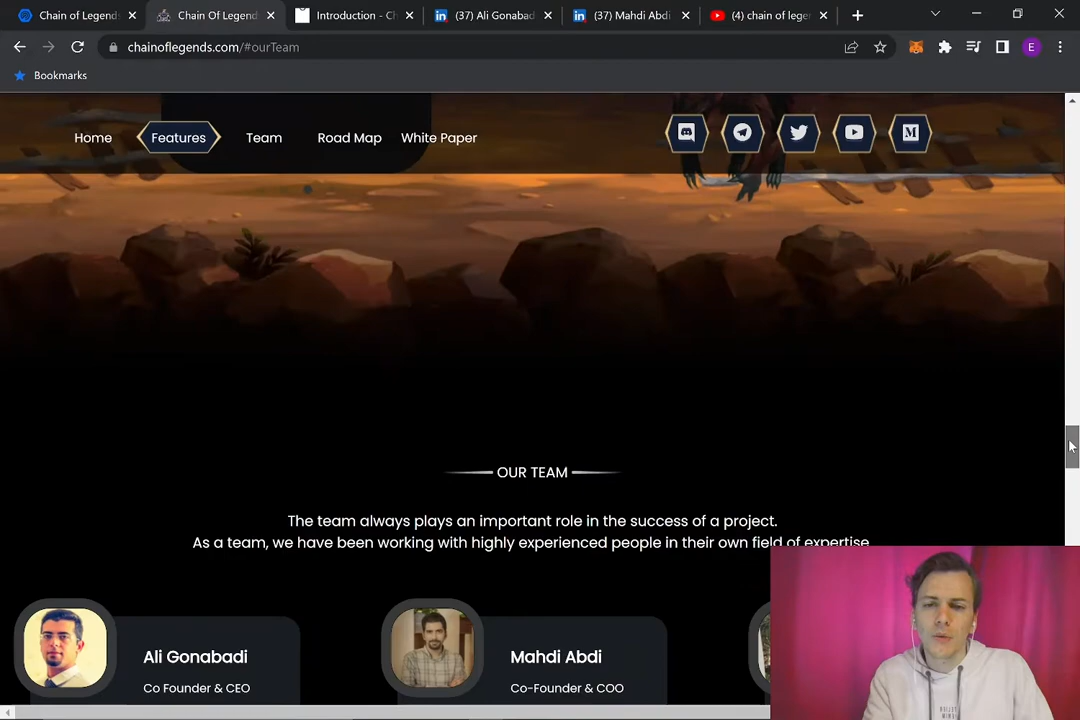 Chain of Legends
Chain Of Legend
Introduction - Ch
(37) Ali Gonabad
(37) Mahdi Abdi
(4) chain of lege
chainoflegends.com/#ourTeam
E
Bookmarks
Home
Features
Team
Road Map
White Paper
M
OUR TEAM
The team always plays an important role in the success of a project.
As a team, we have been working with highly experienced people in their own field of expertise
Ali Gonabadi
Co Founder & CEO
Mahdi Abdi
Co-Founder & COO